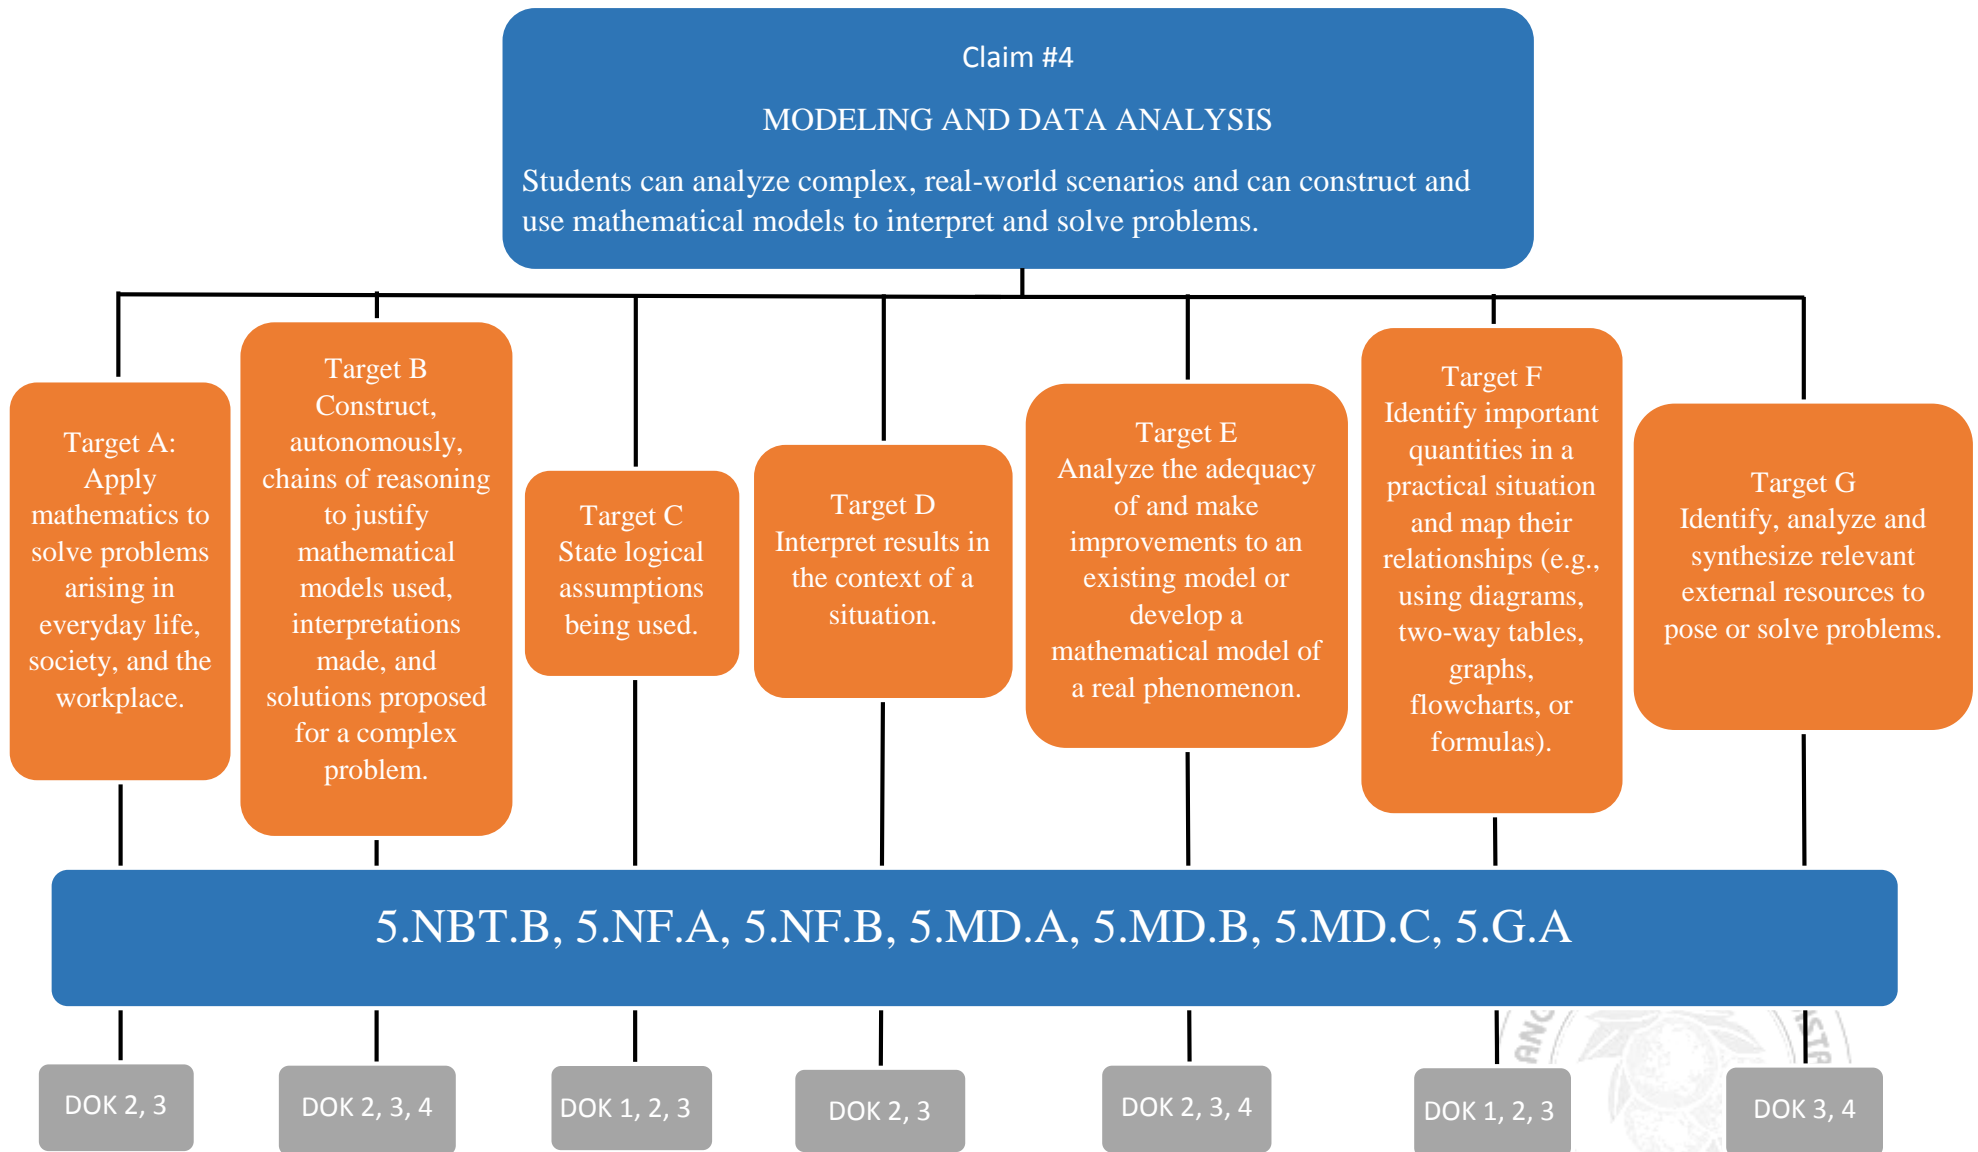 Claim #4
MODELING AND DATA ANALYSIS
Students can analyze complex, real-world scenarios and can construct and
use mathematical models to interpret and solve problems.
Target A:
Apply
mathematics to
solve problems
arising in
everyday life,
society, and the
workplace.
Target B
Construct,
autonomously,
chains of reasoning
to justify
mathematical
models used,
interpretations
made, and
solutions proposed
for a complex
problem.
Target C
State logical
assumptions
being used.
Target D
Interpret results in
the context of a
situation.
Target E
Analyze the adequacy
of and make
improvements to an
existing model or
develop a
mathematical model of
a real phenomenon.
Target F
Identify important
quantities in a
practical situation
and map their
relationships (e.g.,
using diagrams,
two-way tables,
graphs,
flowcharts, or
formulas).
Target G
Identify, analyze and
synthesize relevant
external resources to
pose or solve problems.
5.NBT.B, 5.NF.A, 5.NF.B, 5.MD.A, 5.MD.B, 5.MD.C, 5.G.A
DOK 2, 3
DOK 2, 3, 4
DOK 1, 2, 3
DOK 2, 3
DOK 2, 3, 4
DOK 1, 2, 3
DOK 3, 4